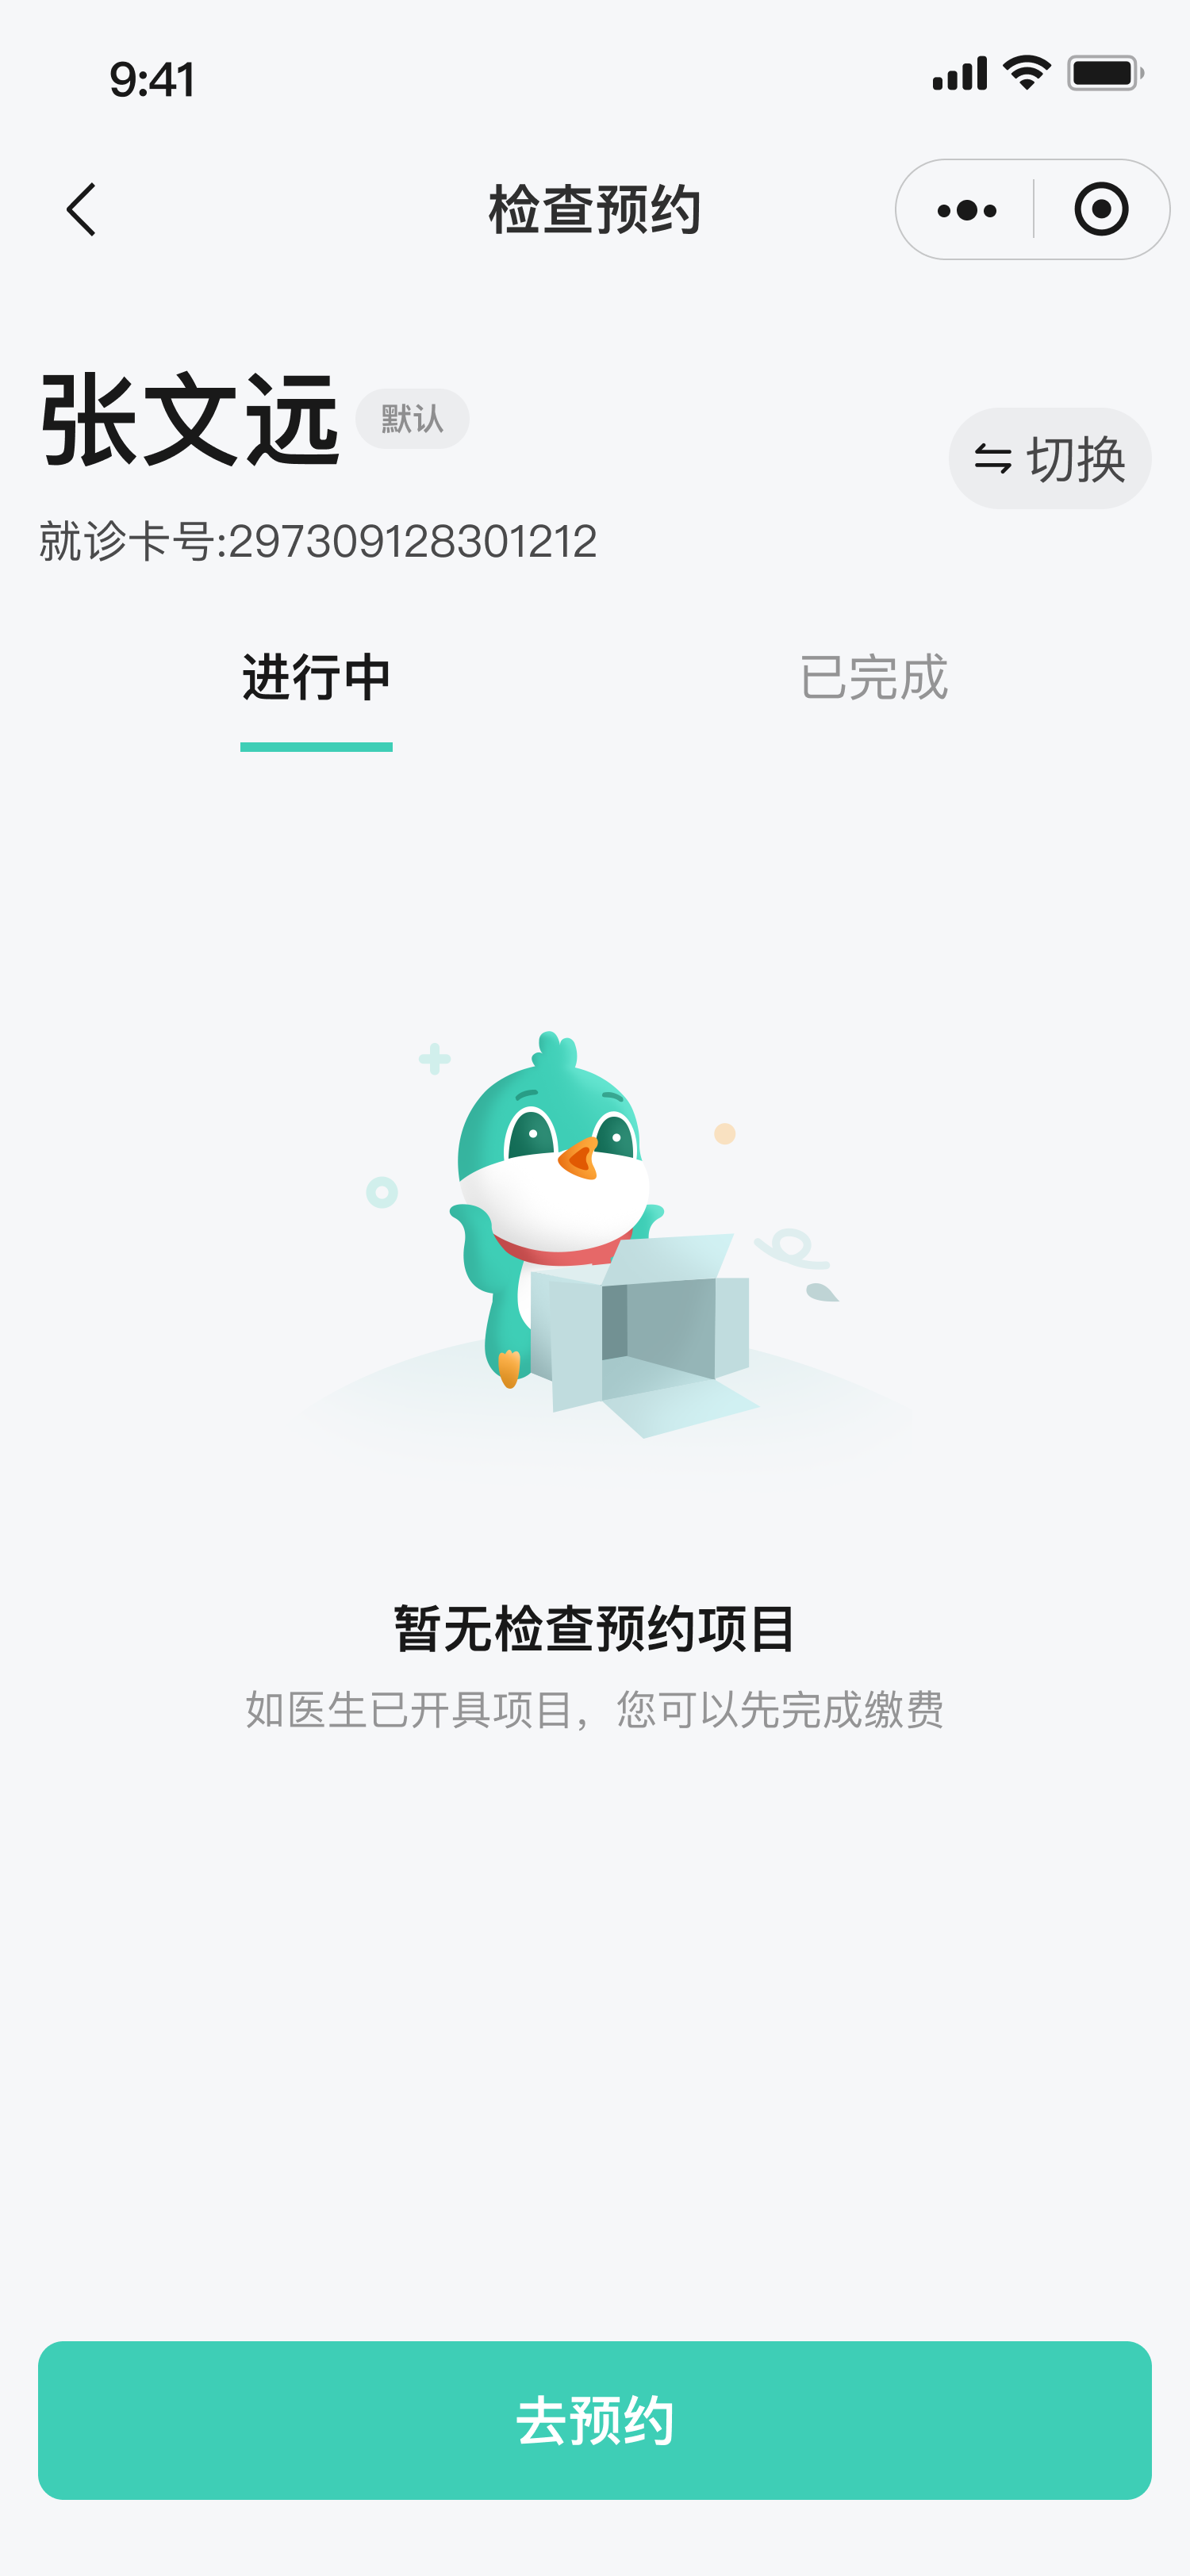 9:41
检查预约
张文远 默认
切换
就诊卡号:297309128301212
进行中 已完成
暂无检查预约项目
如医生已开具项目，您可以先完成缴费
去预约